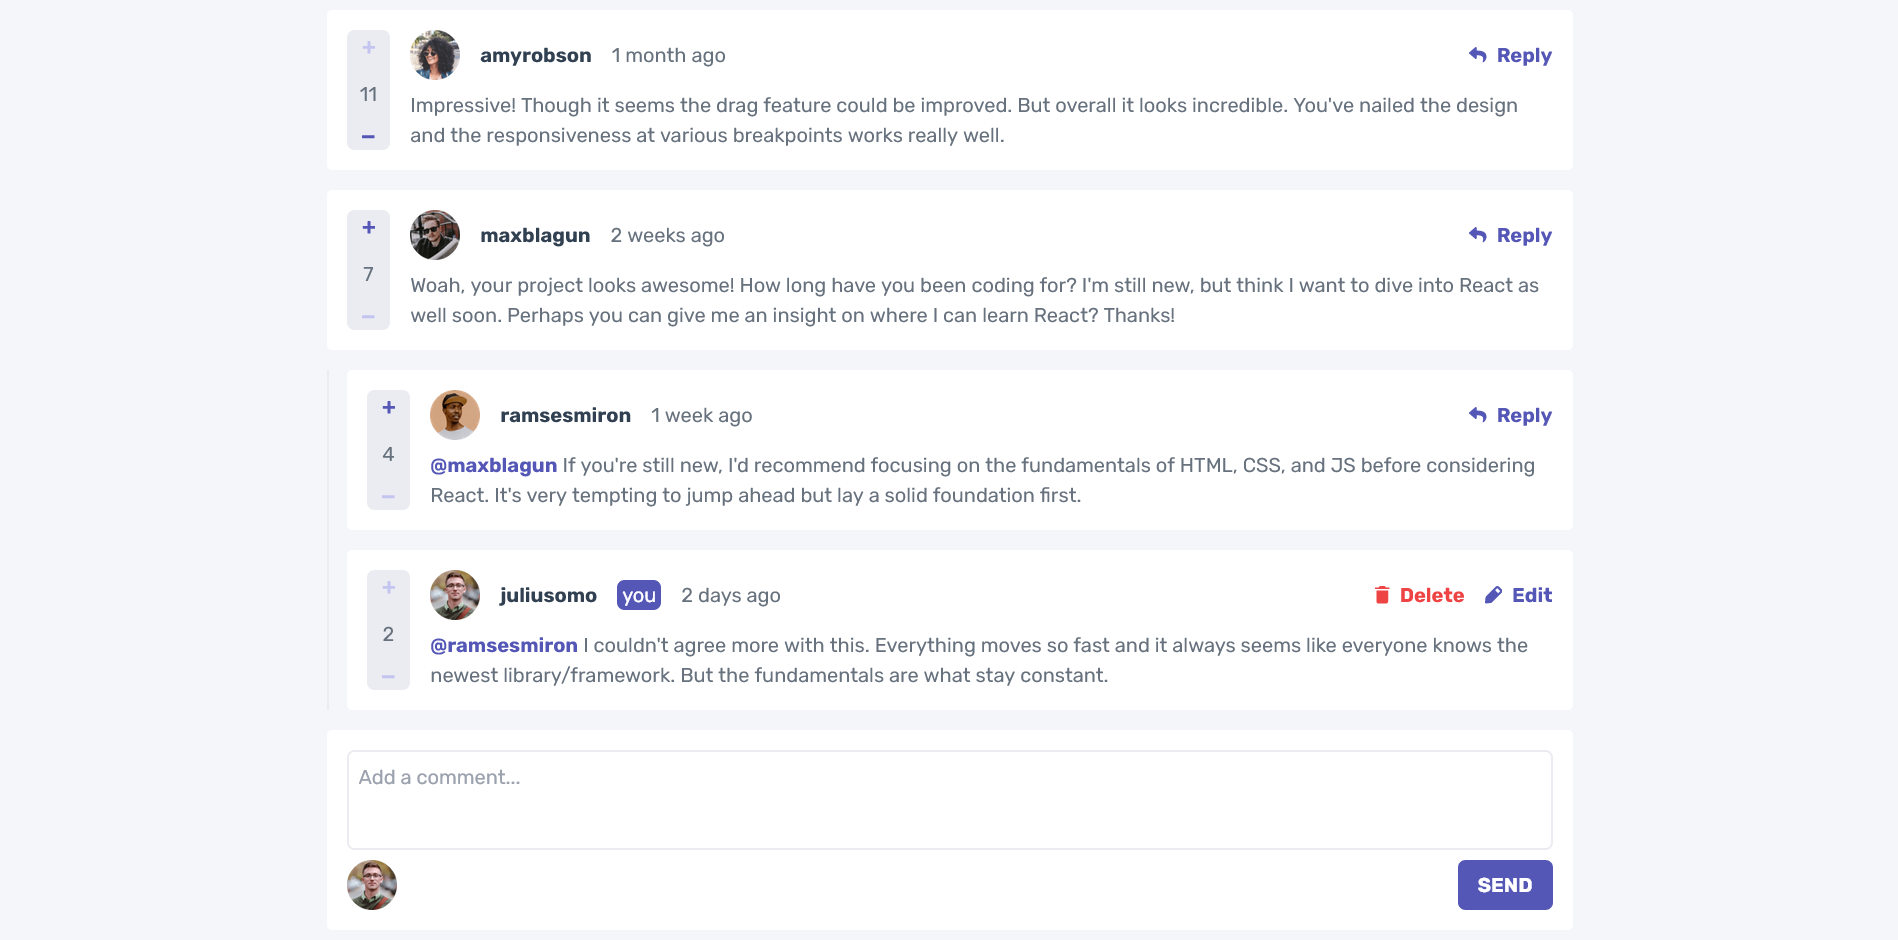 +
11
–
amyrobson 1 month ago Reply
Impressive! Though it seems the drag feature could be improved. But overall it looks incredible. You've nailed the design
and the responsiveness at various breakpoints works really well.
+
7
–
maxblagun 2 weeks ago Reply
Woah, your project looks awesome! How long have you been coding for? I'm still new, but think I want to dive into React as
well soon. Perhaps you can give me an insight on where I can learn React? Thanks!
+
4
–
ramsesmiron 1 week ago Reply
@maxblagun If you're still new, I'd recommend focusing on the fundamentals of HTML, CSS, and JS before considering
React. It's very tempting to jump ahead but lay a solid foundation first.
+
2
–
juliusomo you 2 days ago Delete Edit
@ramsesmiron I couldn't agree more with this. Everything moves so fast and it always seems like everyone knows the
newest library/framework. But the fundamentals are what stay constant.
Add a comment...
SEND